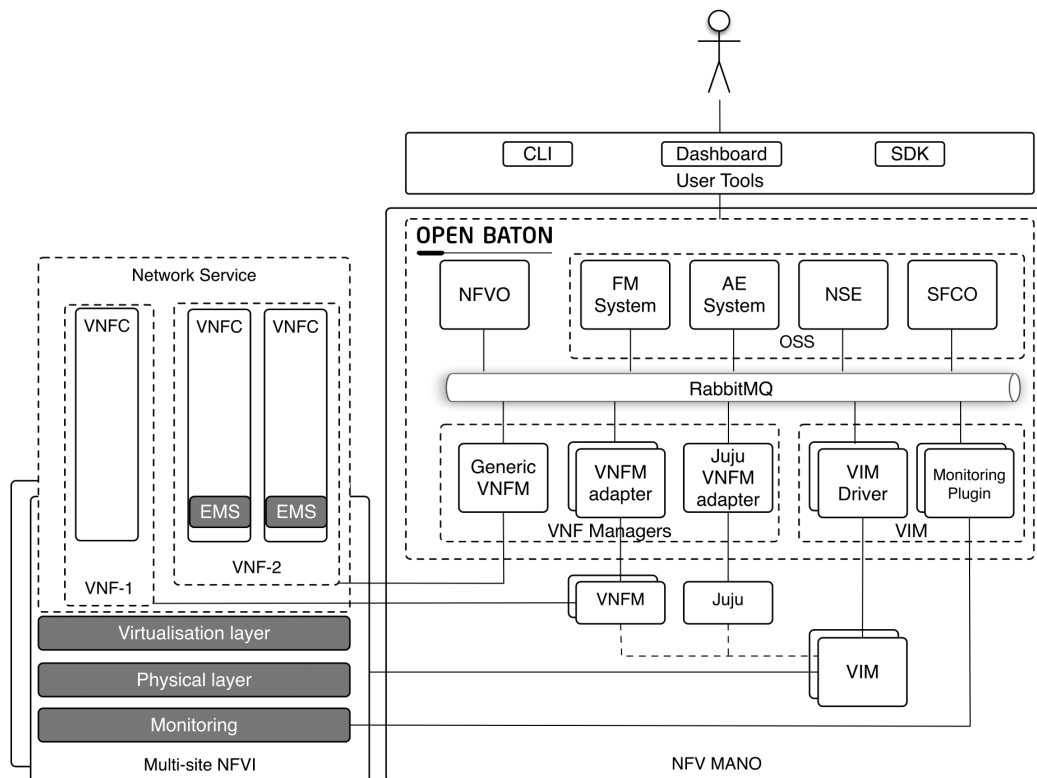 CLI
Dashboard
SDK
User Tools
OPEN BATON
NFVO
FM
System
AE
System
NSE
SFCO
OSS
RabbitMQ
Generic
VNFM
VNFM
adapter
Juju
VNFM
adapter
VNF Managers
VIM
Driver
Monitoring
Plugin
VIM
VNFM
Juju
VIM
NFV MANO
Network Service
VNFC
VNFC
VNFC
EMS
EMS
VNF-1
VNF-2
Virtualisation layer
Physical layer
Monitoring
Multi-site NFVI